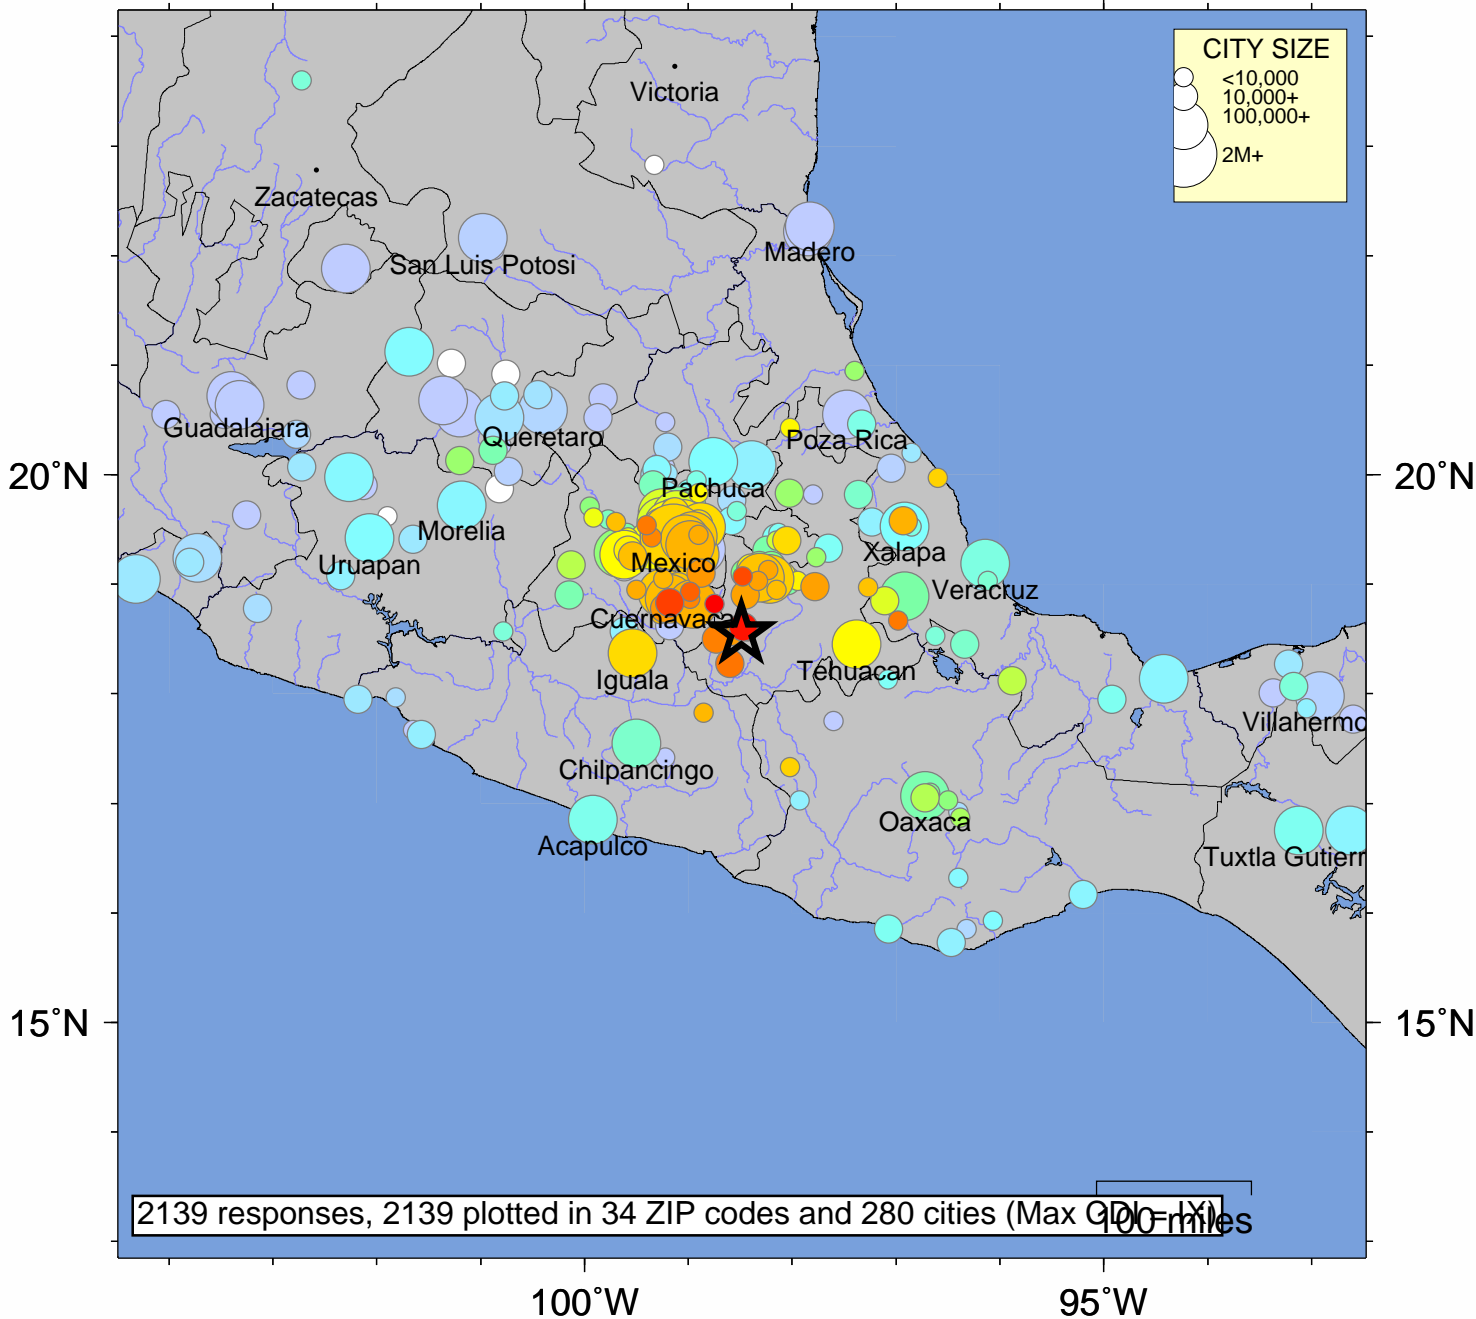 CITY SIZE
<10,000
10,000+
100,000+
2M+
Victoria
Zacatecas
Madero
San Luis Potosi
Guadalajara
Queretaro
Poza Rica
20˚N
20˚N
Pachuca
Morelia
Xalapa
Mexico
Uruapan
Veracruz
Cuernavaca
Tehuacan
Iguala
Villahermo
Chilpancingo
Oaxaca
Acapulco
Tuxtla Gutierr
15˚N
15˚N
2139 responses, 2139 plotted in 34 ZIP codes and 280 cities (Max CDI = IX)
100 miles
100˚W
95˚W